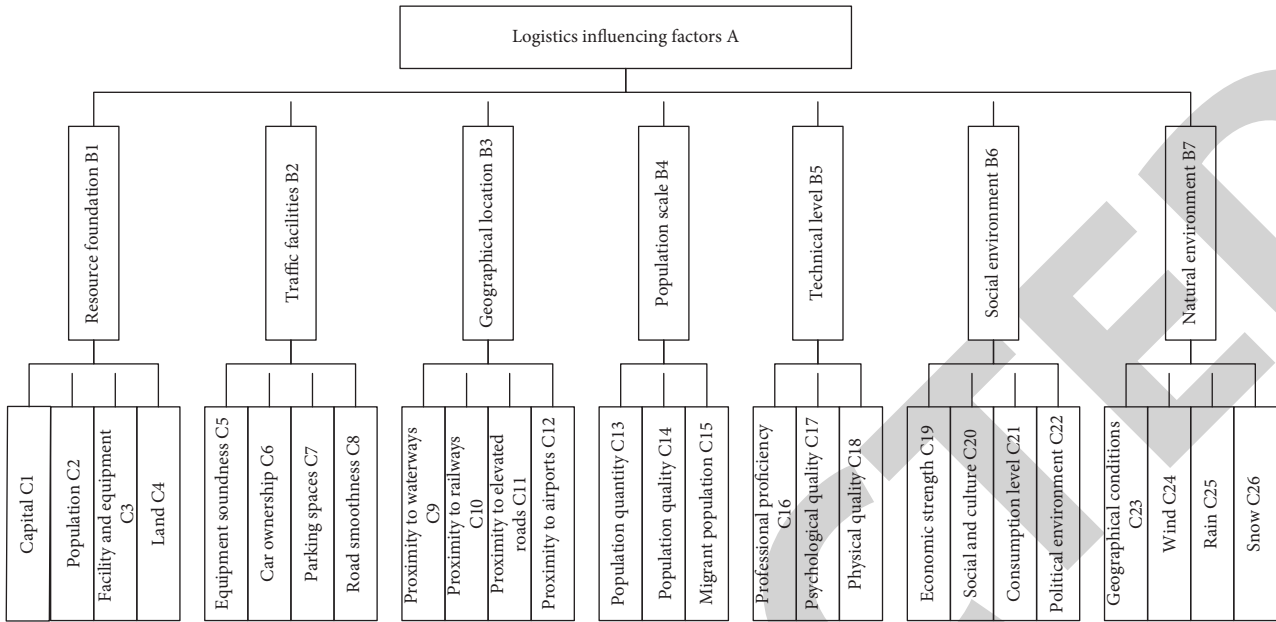 Logistics influencing factors A
Resource foundation B1
Traffic facilities B2
Geographical location B3
Population scale B4
Technical level B5
Social environment B6
Natural environment B7
Capital C1
Population C2
Facility and equipment
C3
Land C4
Equipment soundness C5
Car ownership C6
Parking spaces C7
Road smoothness C8
Proximity to waterways
C9
Proximity to railways
C10
Proximity to elevated
roads C11
Proximity to airports C12
Population quantity C13
Population quality C14
Migrant population C15
Professional proficiency
C16
Psychological quality C17
Physical quality C18
Economic strength C19
Social and culture C20
Consumption level C21
Political environment C22
Geographical conditions
C23
Wind C24
Rain C25
Snow C26
CTED